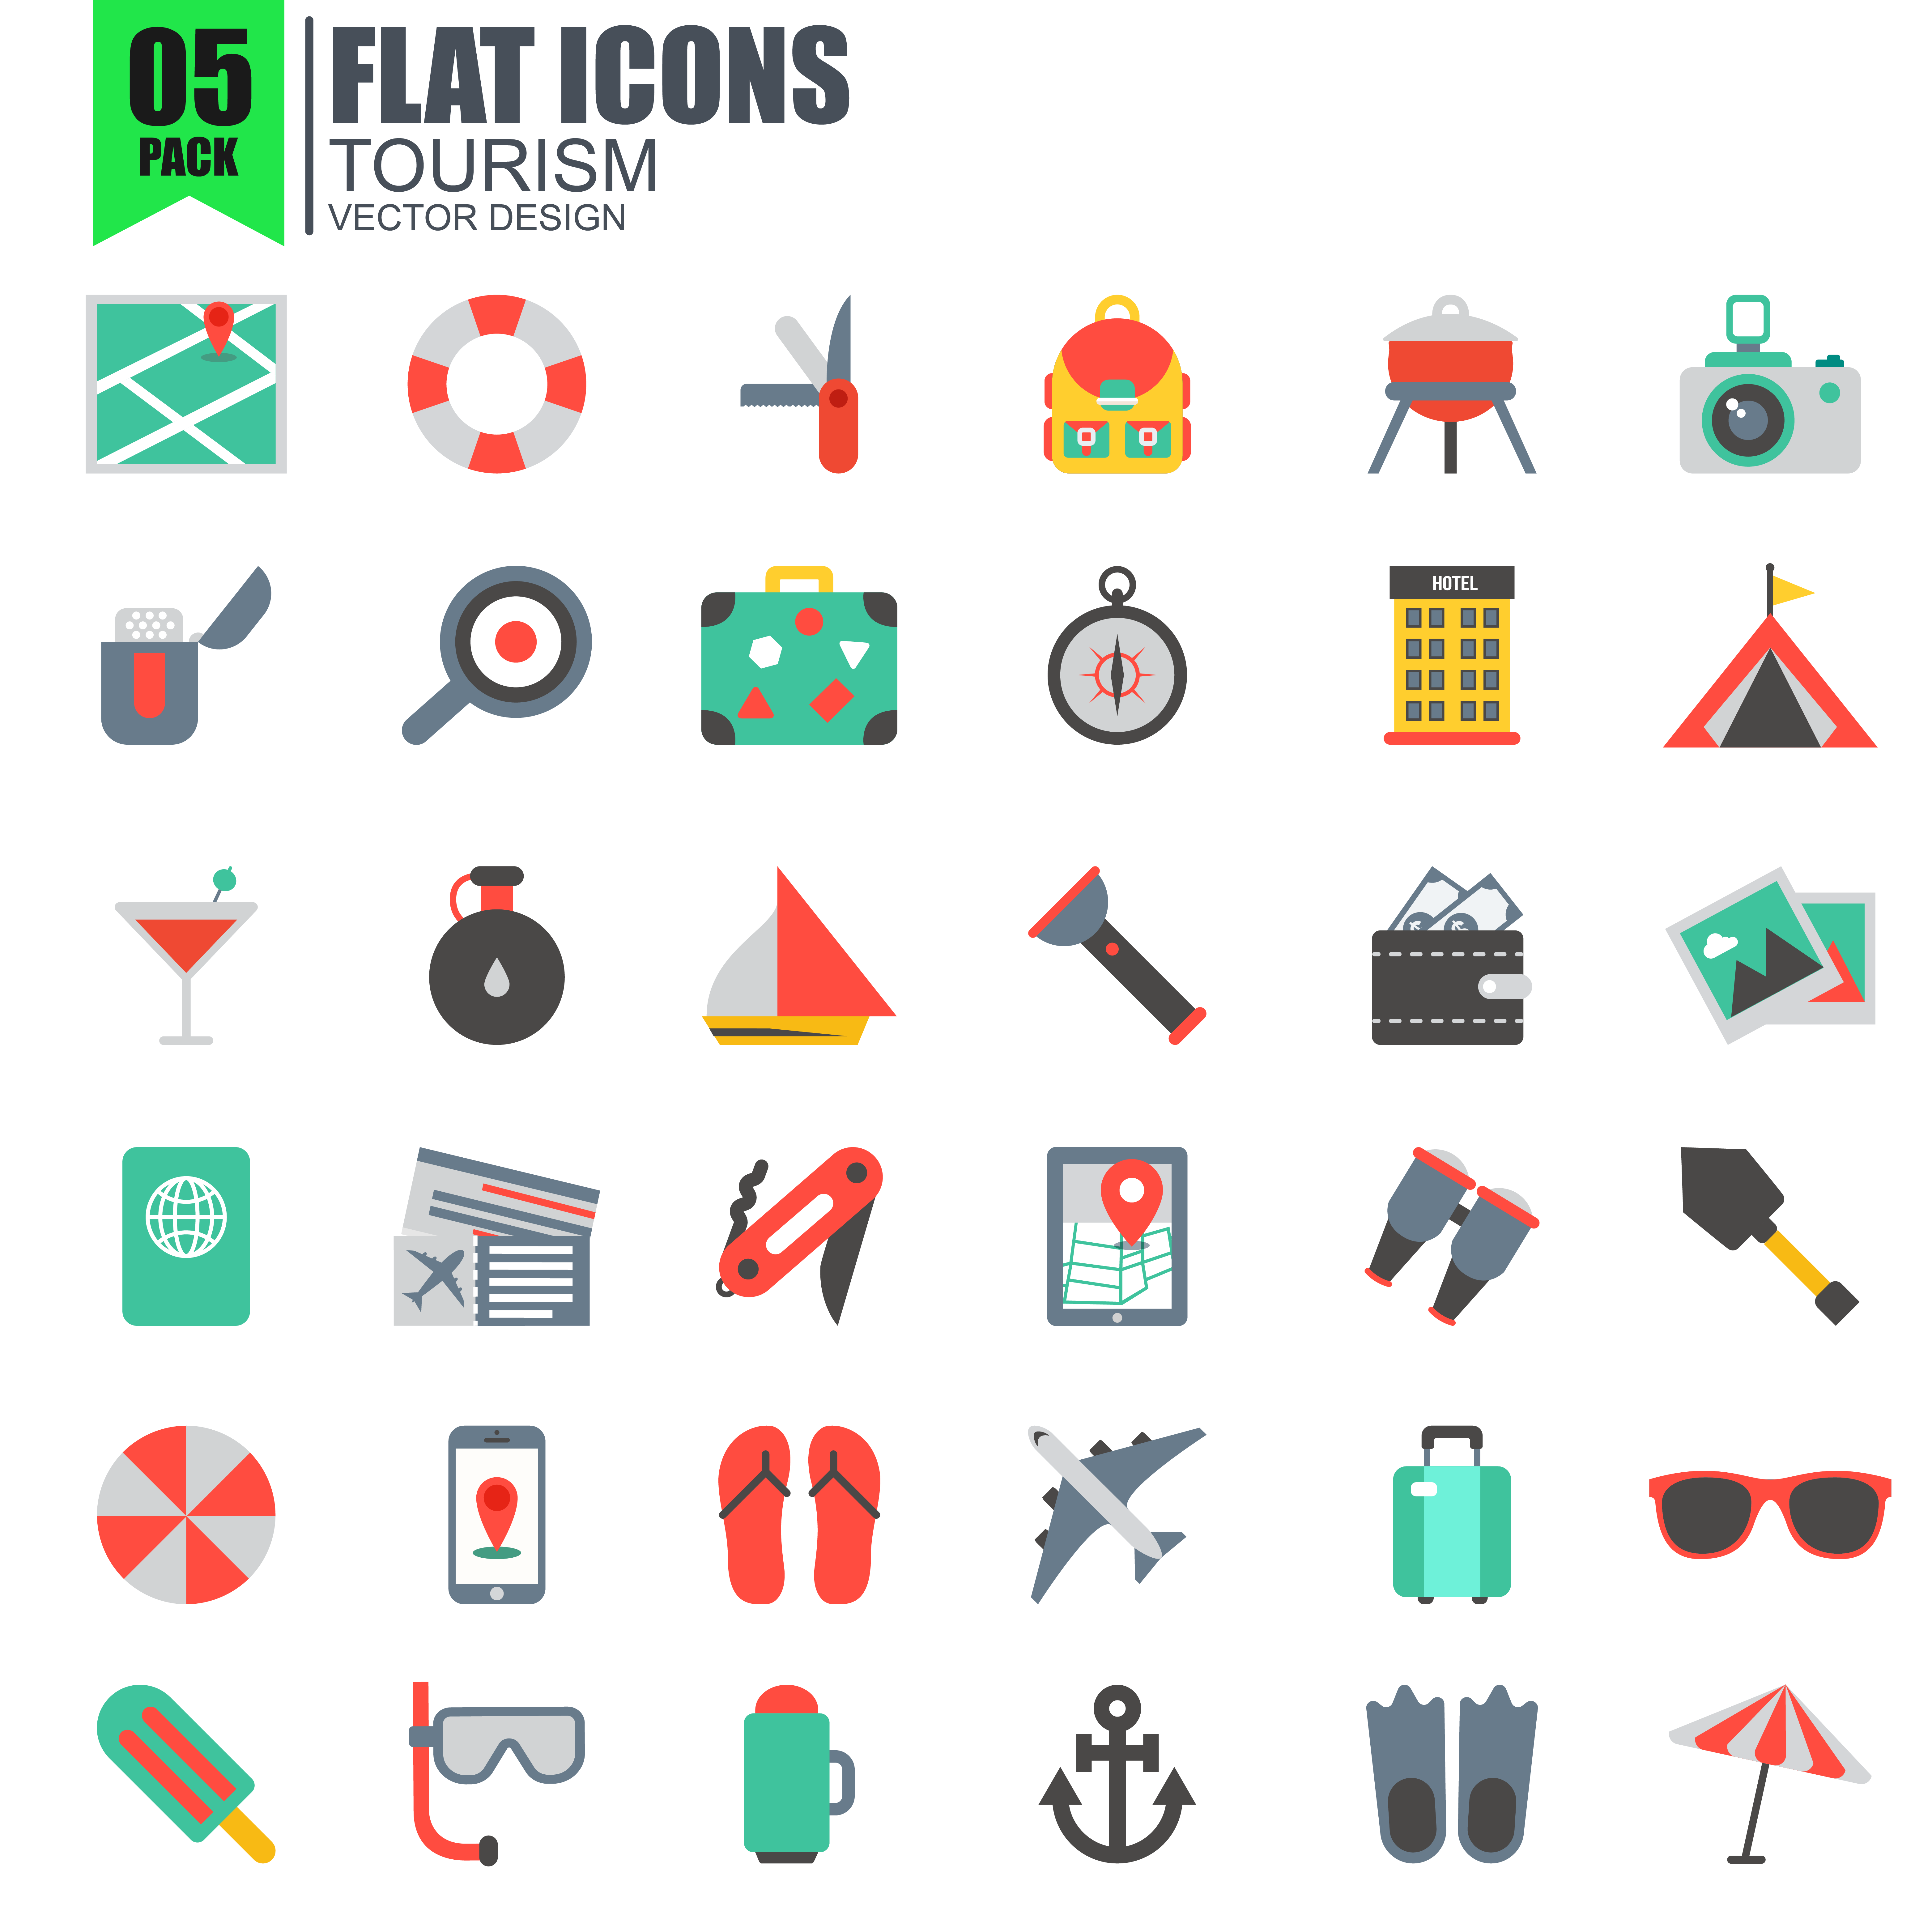 05
PACK
FLAT ICONS
TOURISM
VECTOR DESIGN
HOTEL